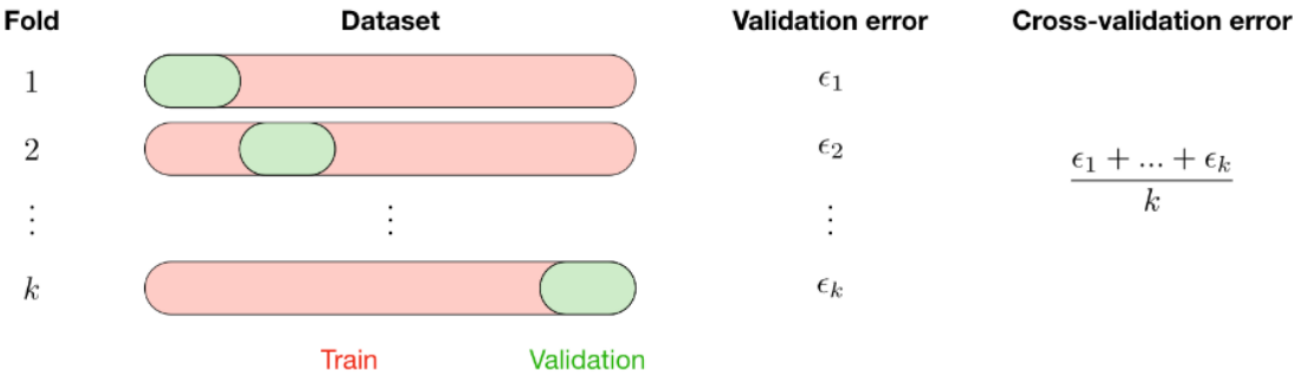 Fold Dataset Validation error Cross-validation error
1 ϵ₁
2 ϵ₂
ϵ₁ + ... + ϵₖ
k
⋮ ⋮ ⋮
k ϵₖ
Train Validation